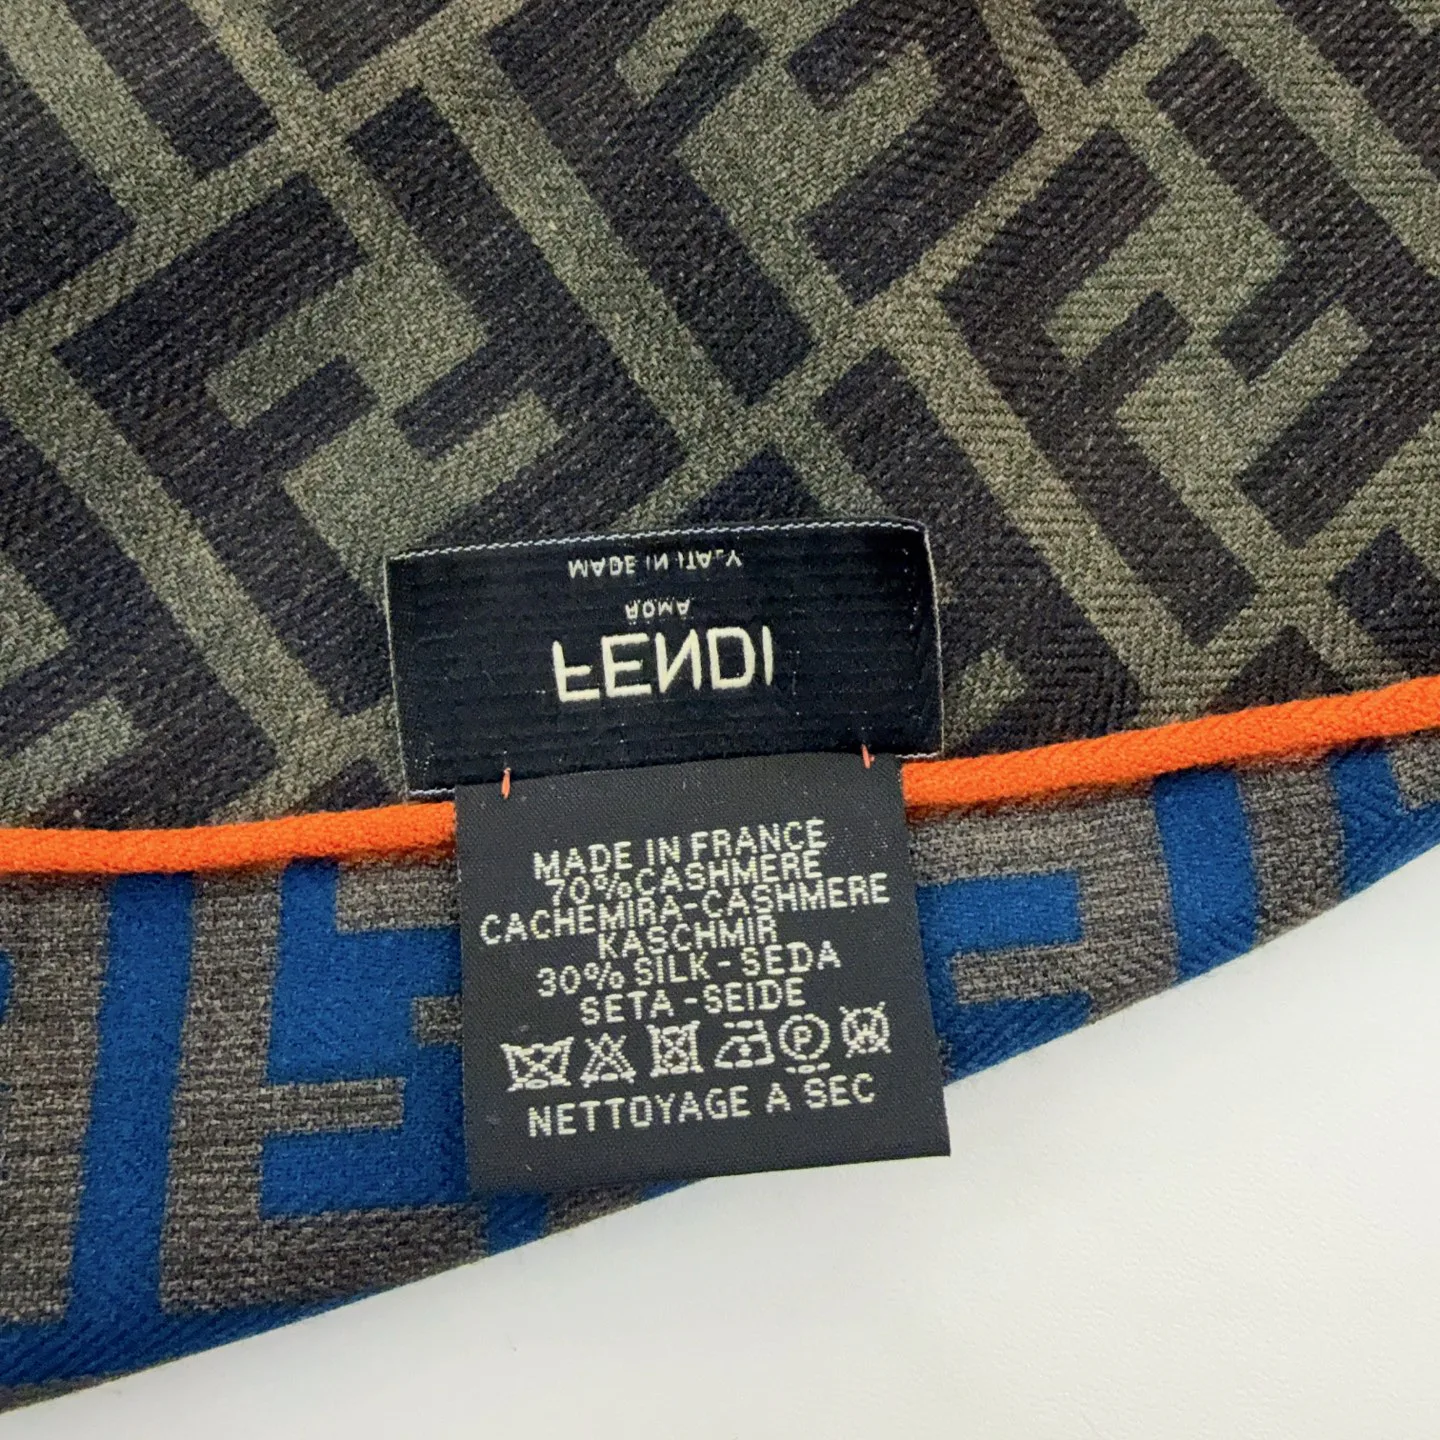 FENDI
ROMA
MADE IN ITALY
MADE IN FRANCE
70% CASHMERE
CACHEMIRA-CASHMERE
KASCHMIR
30% SILK-SEDA
SETA-SEIDE
P
W
NETTOYAGE A SEC